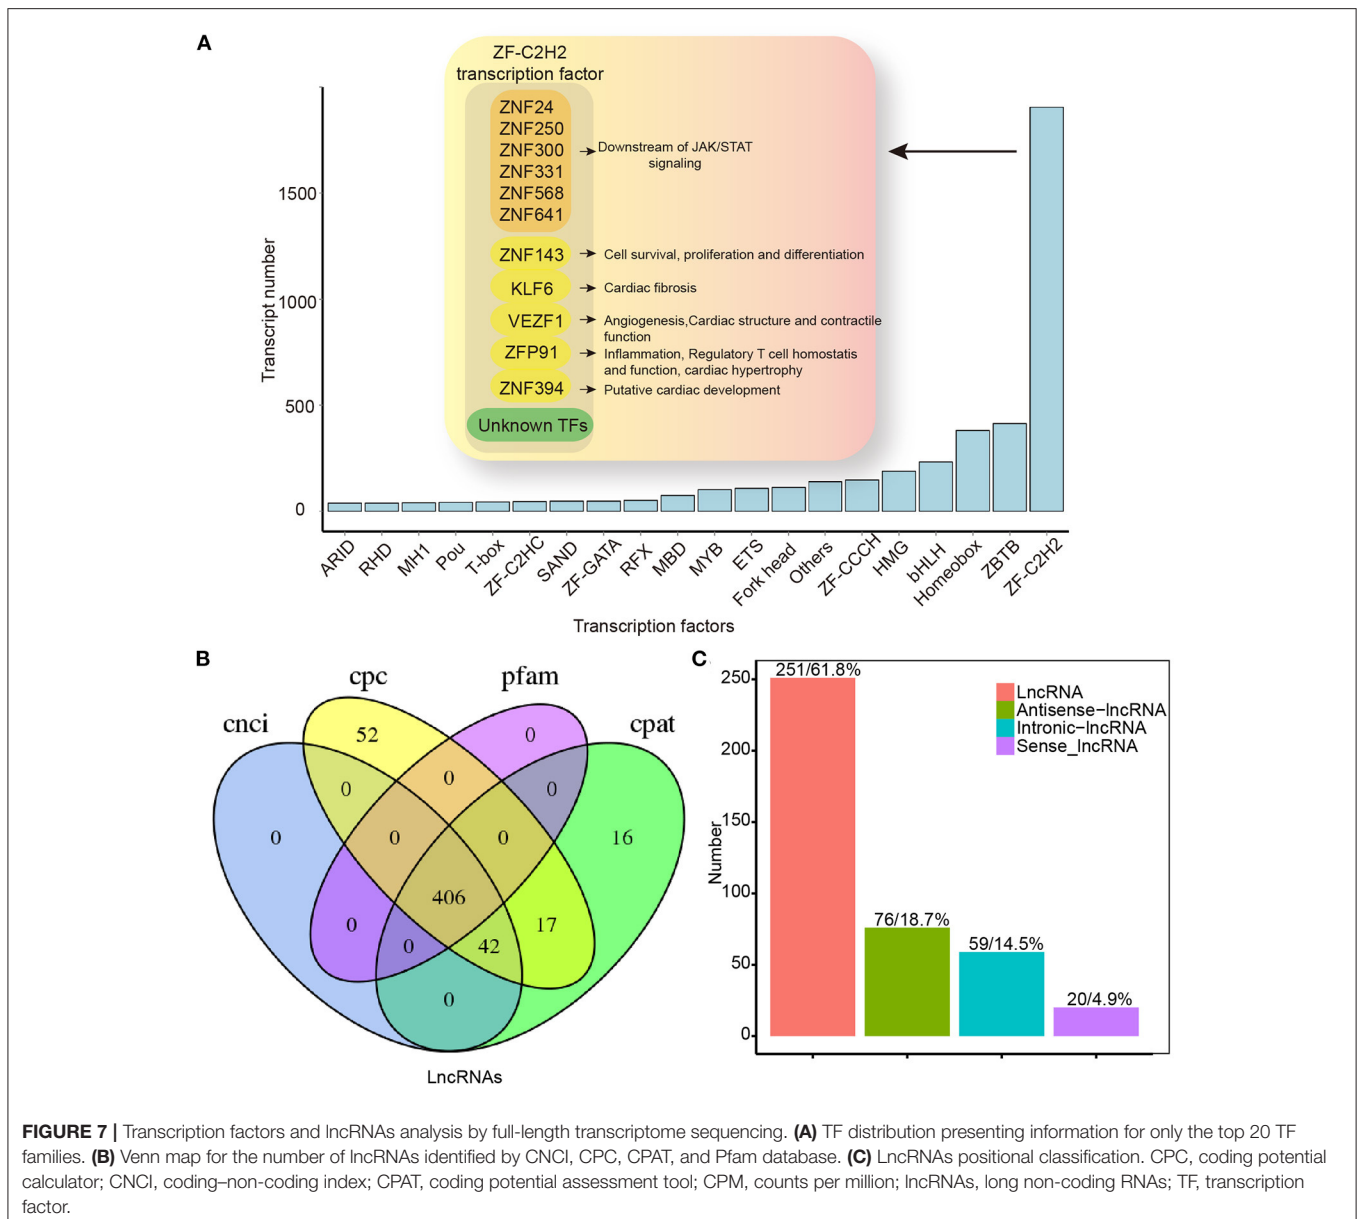 A
ZF-C2H2
transcription factor
ZNF24
ZNF250
ZNF300
ZNF331
ZNF568
ZNF641
Downstream of JAK/STAT
signaling
ZNF143
Cell survival, proliferation and differentiation
KLF6
Cardiac fibrosis
VEZF1
Angiogenesis,Cardiac structure and contractile
function
ZFP91
Inflammation, Regulatory T cell homostatis
and function, cardiac hypertrophy
ZNF394
Putative cardiac development
Unknown TFs
Transcript number
1500
1000
500
0
ARID
RHD
MH1
Pou
T-box
ZF-C2HC
SAND
ZF-GATA
RFX
MBD
MYB
ETS
Fork head
Others
ZF-CCCH
HMG
bHLH
Homeobox
ZBTB
ZF-C2H2
Transcription factors
B
cnci
cpc
pfam
cpat
52
0
0
0
0
0
0
0
16
406
0
17
0
42
0
LncRNAs
C
Number
250
200
150
100
50
0
251/61.8%
76/18.7%
59/14.5%
20/4.9%
LncRNA
Antisense-lncRNA
Intronic-lncRNA
Sense_lncRNA
FIGURE 7 | Transcription factors and lncRNAs analysis by full-length transcriptome sequencing. (A) TF distribution presenting information for only the top 20 TF
families. (B) Venn map for the number of lncRNAs identified by CNCI, CPC, CPAT, and Pfam database. (C) LncRNAs positional classification. CPC, coding potential
calculator; CNCI, coding–non-coding index; CPAT, coding potential assessment tool; CPM, counts per million; lncRNAs, long non-coding RNAs; TF, transcription
factor.